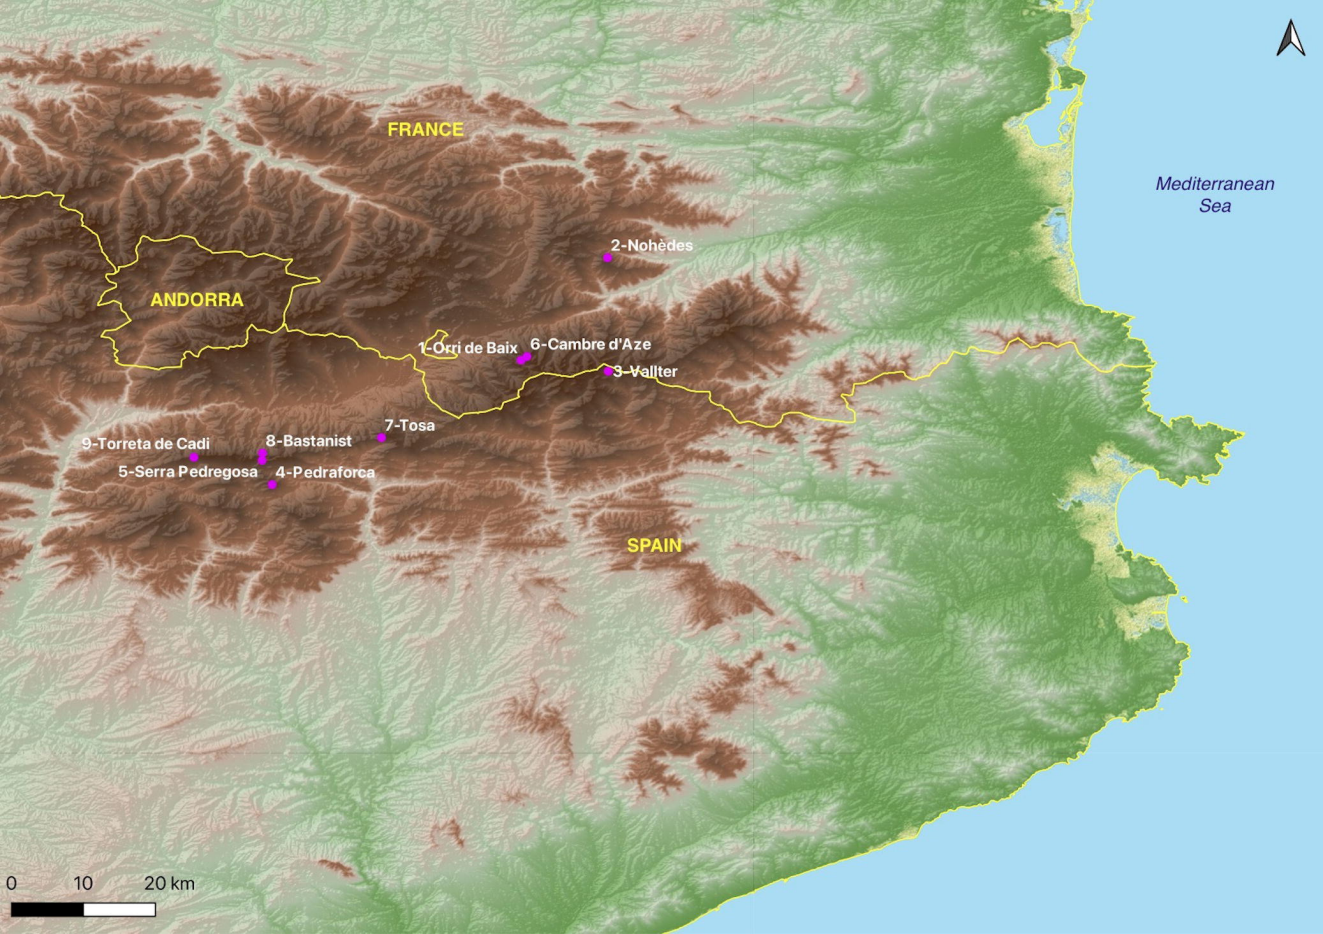 FRANCE
Mediterranean
Sea
2-Nohèdes
ANDORRA
1-Orri de Baix
6-Cambre d'Aze
3-Vallter
7-Tosa
9-Torreta de Cadi
8-Bastanist
5-Serra Pedregosa
4-Pedraforca
SPAIN
0 10 20 km